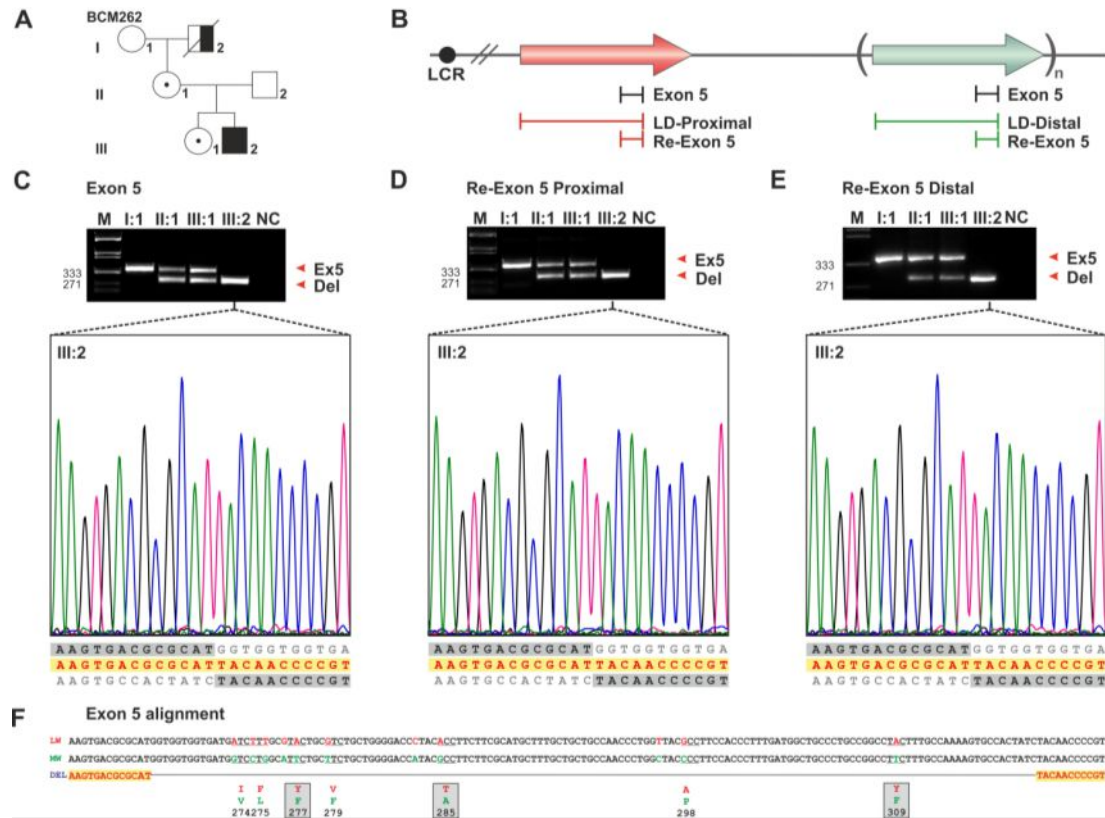 A
BCM262
I
1
2
II
1
2
III
1
2
B
LCR
n
Exon 5
Exon 5
LD-Proximal
LD-Distal
Re-Exon 5
Re-Exon 5
C
Exon 5
M I:1 II:1 III:1 III:2 NC
333
271
Ex5
Del
III:2
AAGTGACGCGCATGGTGGTGGTGA
AAGTGACGCGCATTACAACCCCGT
AAGTGCCACTATCTACAACCCCGT
D
Re-Exon 5 Proximal
M I:1 II:1 III:1 III:2 NC
333
271
Ex5
Del
III:2
AAGTGACGCGCATGGTGGTGGTGA
AAGTGACGCGCATTACAACCCCGT
AAGTGCCACTATCTACAACCCCGT
E
Re-Exon 5 Distal
M I:1 II:1 III:1 III:2 NC
333
271
Ex5
Del
III:2
AAGTGACGCGCATGGTGGTGGTGA
AAGTGACGCGCATTACAACCCCGT
AAGTGCCACTATCTACAACCCCGT
F
Exon 5 alignment
LW AAGTGACGCGCATGGTGGTGGTGATGATCTTTGCGTACTGCGTCTGCTGGGGACCCTACACCTTCTTCGCATGCTTTGCTGCTGCCAACCCTGGTTACGCCTTCCACCCTTTGATGGCTGCCCTGCCGGCCTACTTTGCCAAAAGTGCCACTATCTACAACCCCGT
MW AAGTGACGCGCATGGTGGTGGTGATGGTCCTGGCATTCTGCTTCTGCTGGGGACCATACGCCTTCTTCGCATGCTTTGCTGCTGCCAACCCTGGCTACCCCTTCCACCCTTTGATGGCTGCCCTGCCGGCCTTCTTTGCCAAAAGTGCCACTATCTACAACCCCGT
DEL AAGTGACGCGCAT TACAACCCCGT
I F Y V T A Y
V L F F A P F
274 275 277 279 285 298 309